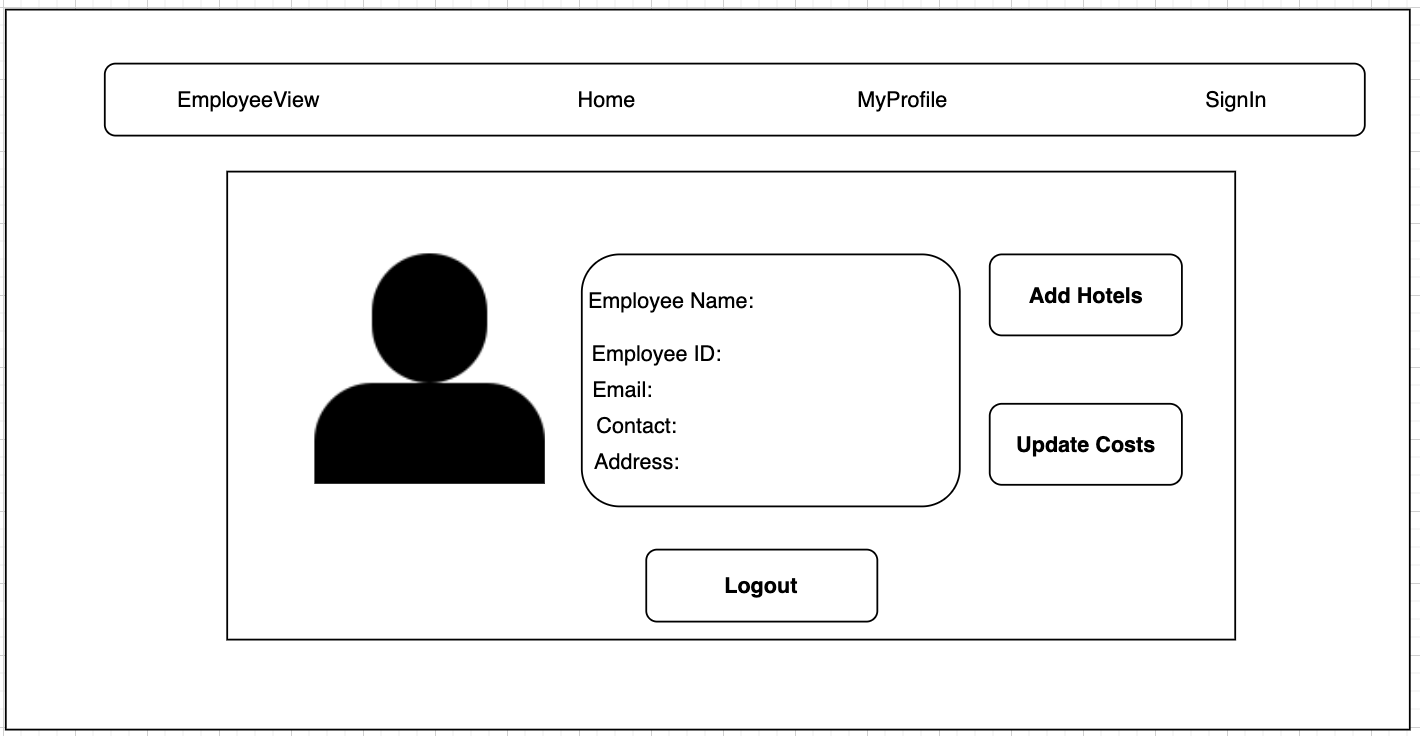 EmployeeView Home MyProfile SignIn
Employee Name:
Add Hotels
Employee ID:
Email:
Contact:
Address:
Update Costs
Logout